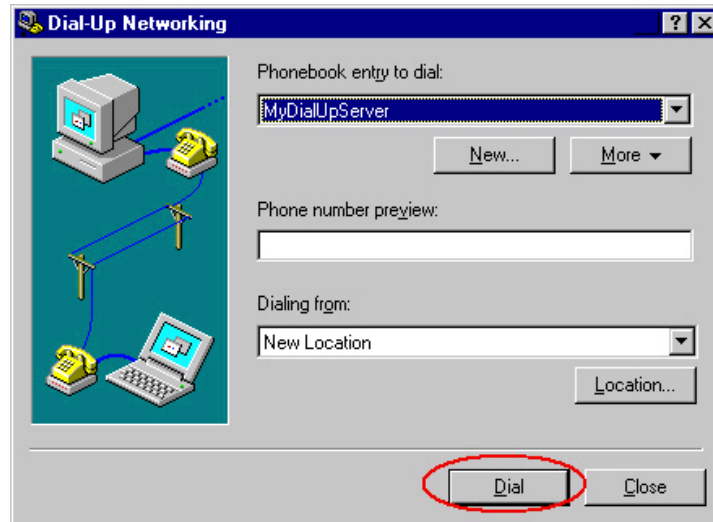 Dial-Up Networking
Phonebook entry to dial:
MyDialUpServer
New... More
Phone number preview:
Dialing from:
New Location
Location...
Dial Close